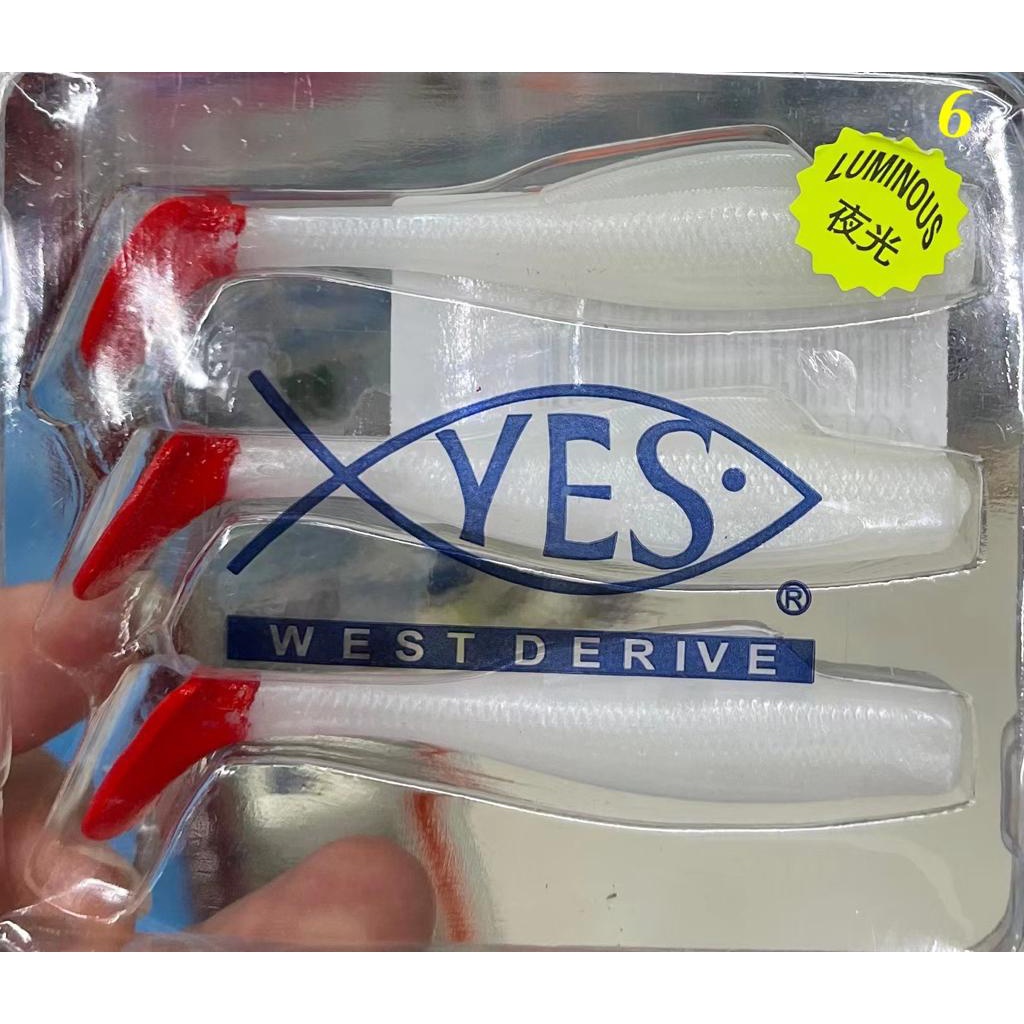 6
LUMINOUS
夜光
YES
®
WEST DERIVE